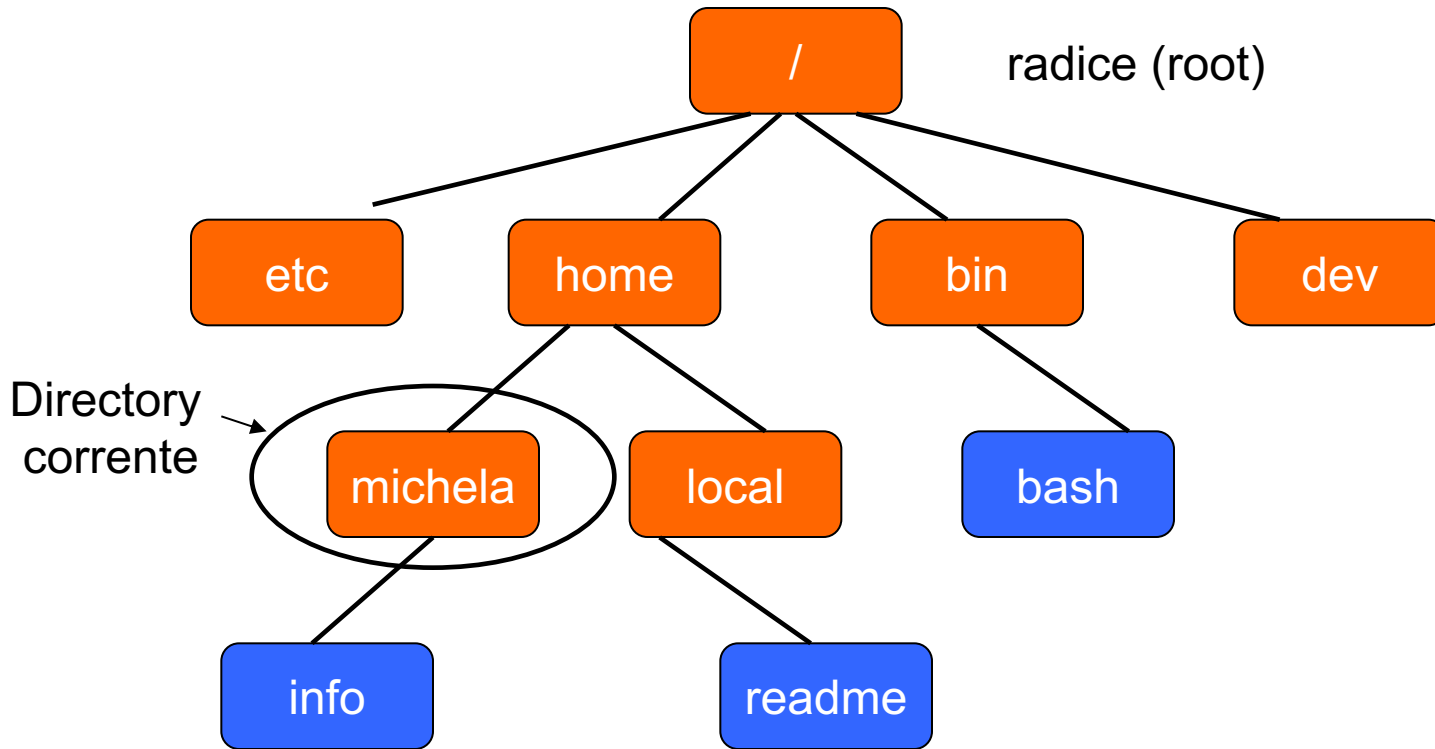 /
radice (root)
etc
home
bin
dev
Directory
corrente
michela
local
bash
info
readme